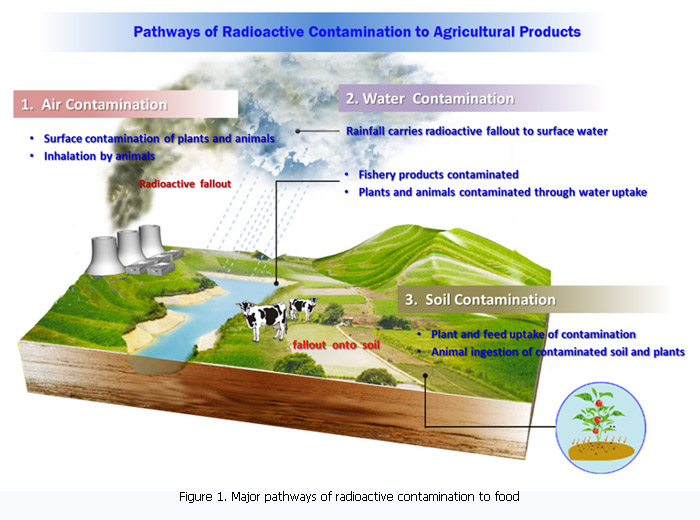 Pathways of Radioactive Contamination to Agricultural Products
1. Air Contamination
• Surface contamination of plants and animals
• Inhalation by animals
Radioactive fallout
2. Water Contamination
Rainfall carries radioactive fallout to surface water
• Fishery products contaminated
• Plants and animals contaminated through water uptake
3. Soil Contamination
• Plant and feed uptake of contamination
• Animal ingestion of contaminated soil and plants
fallout onto soil
Figure 1. Major pathways of radioactive contamination to food